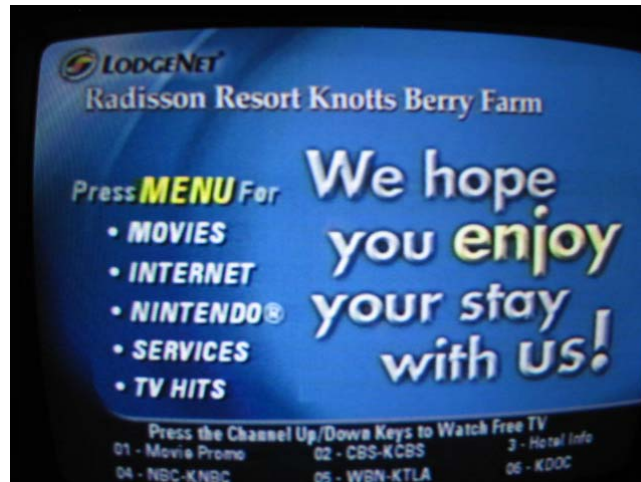 LODGENET
Radisson Resort Knotts Berry Farm
Press MENU For
• MOVIES
• INTERNET
• NINTENDO®
• SERVICES
• TV HITS
We hope
you enjoy
your stay
with us!
Press the Channel Up/Down Keys to Watch Free TV
01 - Movie Promo 02 - CBS-KCBS 3 - Hotel Info
04 - NBC-KNBC 05 - WBN-KTLA 06 - KDOC